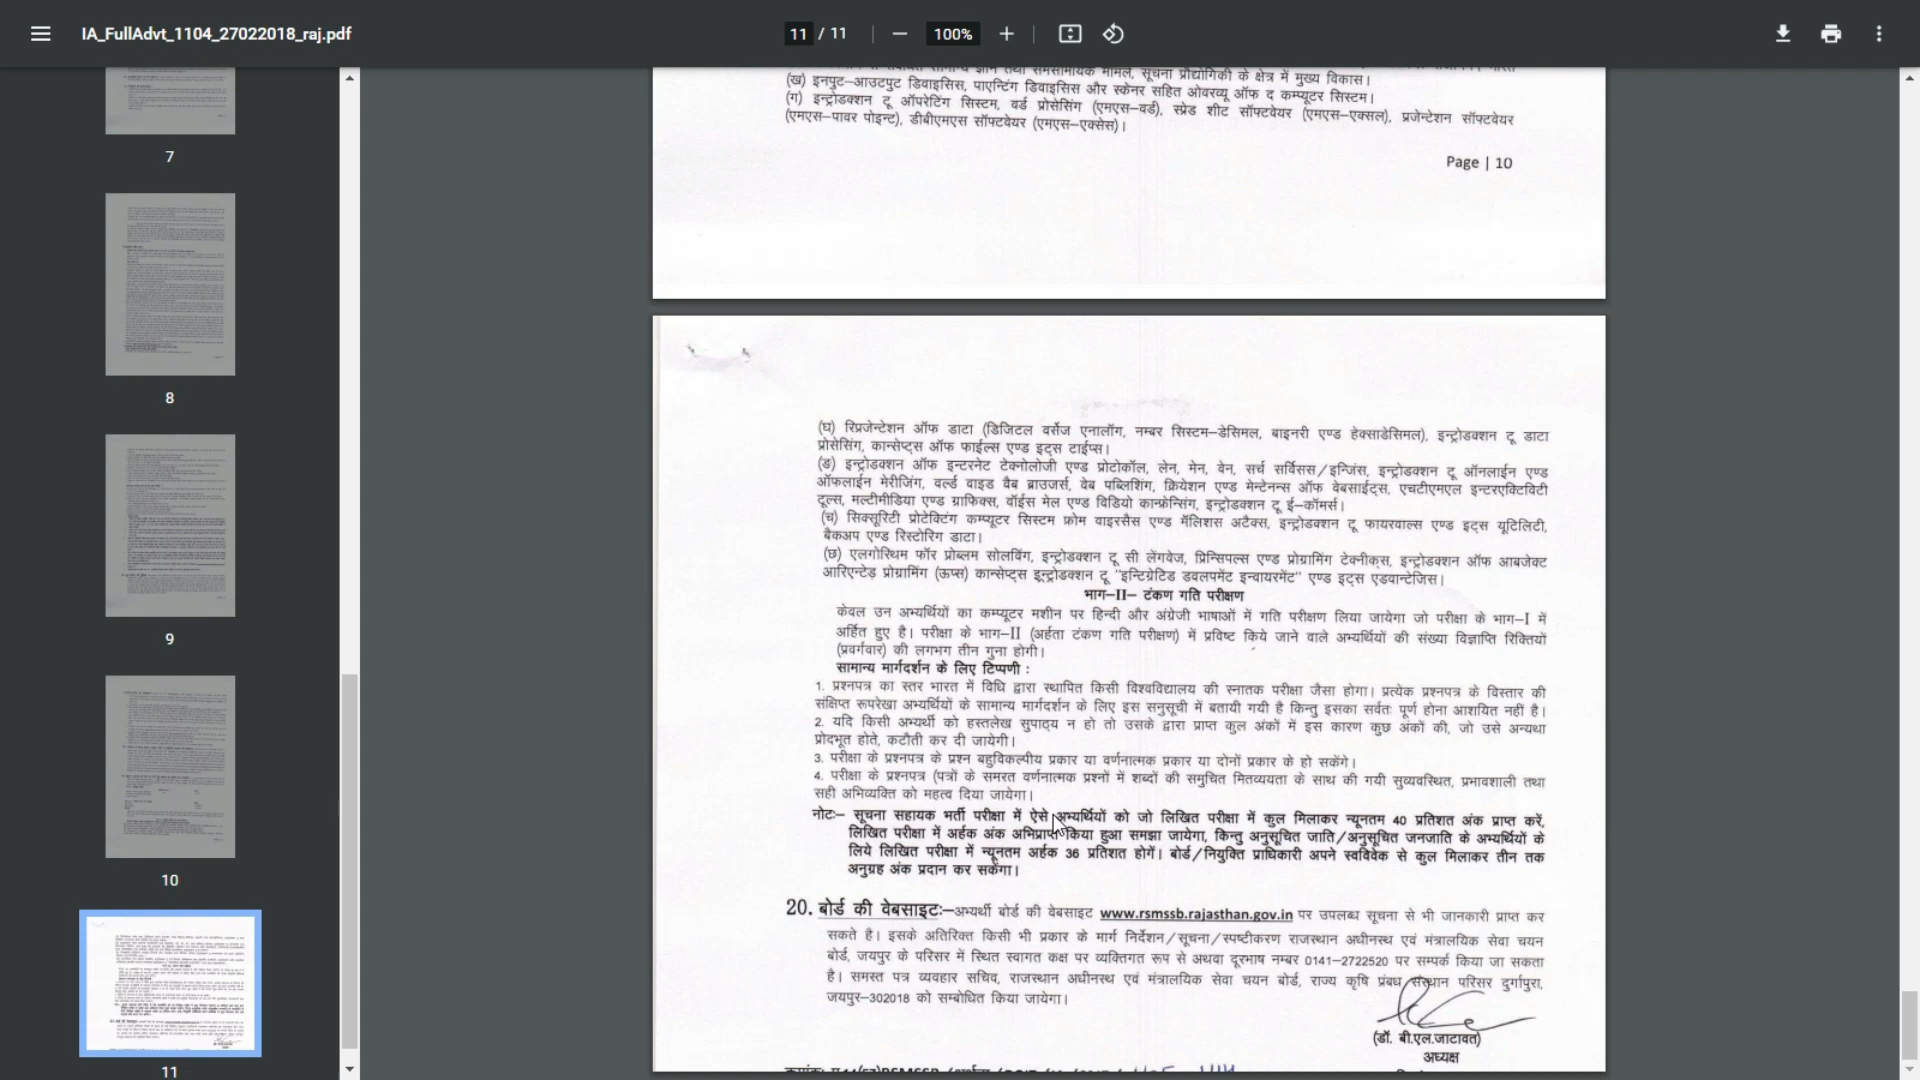 IA_FullAdvt_1104_27022018_raj.pdf
11 / 11
100%
7
8
9
10
11
सूचना प्रौद्योगिकी के क्षेत्र में मुख्य विकास।
(ख) इनपुट–आउटपुट डिवाइसिस, पाएन्टिंग डिवाइसिस और स्केनर सहित ओवरव्यू ऑफ द कम्प्यूटर सिस्टम।
(ग) इन्ट्रोडक्शन टू ऑपरेटिंग सिस्टम, वर्ड प्रोसेसिंग (एमएस–वर्ड), स्प्रेड शीट सॉफ्टवेयर (एमएस–एक्सल), प्रजेन्टेशन सॉफ्टवेयर
(एमएस–पावर पोइन्ट), डीबीएमएस सॉफ्टवेयर (एमएस–एक्सेस)।
Page | 10
(घ) रिप्रजेन्टेशन ऑफ डाटा (डिजिटल वर्सेज एनालॉग, नम्बर सिस्टम–डेसिमल, बाइनरी एण्ड हेक्साडेसिमल), इन्ट्रोडक्शन टू डाटा
प्रोसेसिंग, कान्सेप्ट्स ऑफ फाईल्स एण्ड इट्स टाईप्स।
(ड) इन्ट्रोडक्शन ऑफ इन्टरनेट टेक्नोलोजी एण्ड प्रोटोकॉल, लेन, मेन, वेन, सर्च सर्विसस/इन्जिंस, इन्ट्रोडक्शन टू ऑनलाईन एण्ड
ऑफलाईन मेरीजिंग, वर्ल्ड वाइड वैब ब्राउजर्स, वेब पब्लिशिंग, क्रियेशन एण्ड मेन्टेनन्स ऑफ वेबसाईट्स, एचटीएमएल इन्टरएक्टिविटी
टूल्स, मल्टीमीडिया एण्ड ग्राफिक्स, वॉईस मेल एण्ड विडियो कान्फ्रेन्सिंग, इन्ट्रोडक्शन टू ई–कॉमर्स।
(च) सिक्सूरिटी प्रोटेक्टिंग कम्प्यूटर सिस्टम फ्रोम वाइरसैस एण्ड मॅलिशस अटैक्स, इन्ट्रोडक्शन टू फायरवाल्स एण्ड इट्स यूटिलिटी,
बैकअप एण्ड रिस्टोरिंग डाटा।
(छ) एलगोरिथम फॉर प्रोब्लम सोलविंग, इन्ट्रोडक्शन टू सी लेंगवेज, प्रिन्सिपल्स एण्ड प्रोग्रामिंग टेक्नीक्स, इन्ट्रोडक्शन ऑफ आबजेक्ट
आरिएन्टेड़ प्रोग्रामिंग (ऊप्स) कान्सेप्ट्स इन्ट्रोडक्शन टू "इन्टिग्रेटिड डवलपमेंट इन्वायरमेंट" एण्ड इट्स एडवान्टेजिस।
भाग–II– टंकण गति परीक्षण
केवल उन अभ्यर्थियों का कम्प्यूटर मशीन पर हिन्दी और अंग्रेजी भाषाओं में गति परीक्षण लिया जायेगा जो परीक्षा के भाग–I में
अर्हित हुए है। परीक्षा के भाग–II (अर्हता टंकण गति परीक्षण) में प्रविष्ट किये जाने वाले अभ्यर्थियों की संख्या विज्ञाप्ति रिक्तियों
(प्रवर्गवार) की लगभग तीन गुना होगी।
सामान्य मार्गदर्शन के लिए टिप्पणी :
1. प्रश्नपत्र का स्तर भारत में विधि द्वारा स्थापित किसी विश्वविद्यालय की स्नातक परीक्षा जैसा होगा। प्रत्येक प्रश्नपत्र के विस्तार की
संक्षिप्त रूपरेखा अभ्यर्थियों के सामान्य मार्गदर्शन के लिए इस सनुसूची में बतायी गयी है किन्तु इसका सर्वतः पूर्ण होना आशयित नहीं है।
2. यदि किसी अभ्यर्थी को हस्तलेख सुपाठ्य न हो तो उसके द्वारा प्राप्त कुल अंकों में इस कारण कुछ अंकों की, जो उसे अन्यथा
प्रोदभूत होते, कटौती कर दी जायेगी।
3. परीक्षा के प्रश्नपत्र के प्रश्न बहुविकल्पीय प्रकार या वर्णनात्मक प्रकार या दोनों प्रकार के हो सकेंगे।
4. परीक्षा के प्रश्नपत्र (पत्रों के समरत वर्णनात्मक प्रश्नों में शब्दों की समुचित मितव्ययता के साथ की गयी सुव्यवस्थित, प्रभावशाली तथा
सही अभिव्यक्ति को महत्व दिया जायेगा।
नोटः– सूचना सहायक भर्ती परीक्षा में ऐसे अभ्यर्थियों को जो लिखित परीक्षा में कुल मिलाकर न्यूनतम 40 प्रतिशत अंक प्राप्त करें,
लिखित परीक्षा में अर्हक अंक अभिप्राप्त किया हुआ समझा जायेगा, किन्तु अनुसूचित जाति/अनुसूचित जनजाति के अभ्यर्थियों के
लिये लिखित परीक्षा में न्यूनतम अर्हक 36 प्रतिशत होगें। बोर्ड/नियुक्ति प्राधिकारी अपने स्वविवेक से कुल मिलाकर तीन तक
अनुग्रह अंक प्रदान कर सकेगा।
20. बोर्ड की वेबसाइटः–अभ्यर्थी बोर्ड की वेबसाइट www.rsmssb.rajasthan.gov.in पर उपलब्ध सूचना से भी जानकारी प्राप्त कर
सकते है। इसके अतिरिक्त किसी भी प्रकार के मार्ग निर्देशन/सूचना/स्पष्टीकरण राजस्थान अधीनस्थ एवं मंत्रालयिक सेवा चयन
बोर्ड, जयपुर के परिसर में स्थित स्वागत कक्ष पर व्यक्तिगत रूप से अथवा दूरभाष नम्बर 0141–2722520 पर सम्पर्क किया जा सकता
है। समस्त पत्र व्यवहार सचिव, राजस्थान अधीनस्थ एवं मंत्रालयिक सेवा चयन बोर्ड, राज्य कृषि प्रबंध संस्थान परिसर दुर्गापुरा,
जयपुर–302018 को सम्बोधित किया जायेगा।
(डॉ. बी.एल.जाटावत)
अध्यक्ष